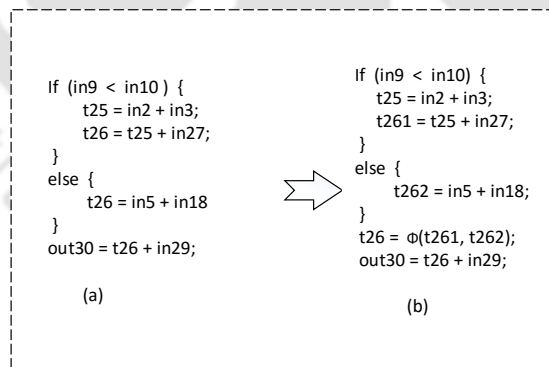 If (in9 < in10 ) {
t25 = in2 + in3;
t26 = t25 + in27;
}
else {
t26 = in5 + in18
}
out30 = t26 + in29;
(a)
If (in9 < in10) {
t25 = in2 + in3;
t261 = t25 + in27;
}
else {
t262 = in5 + in18;
}
t26 = Φ(t261, t262);
out30 = t26 + in29;
(b)